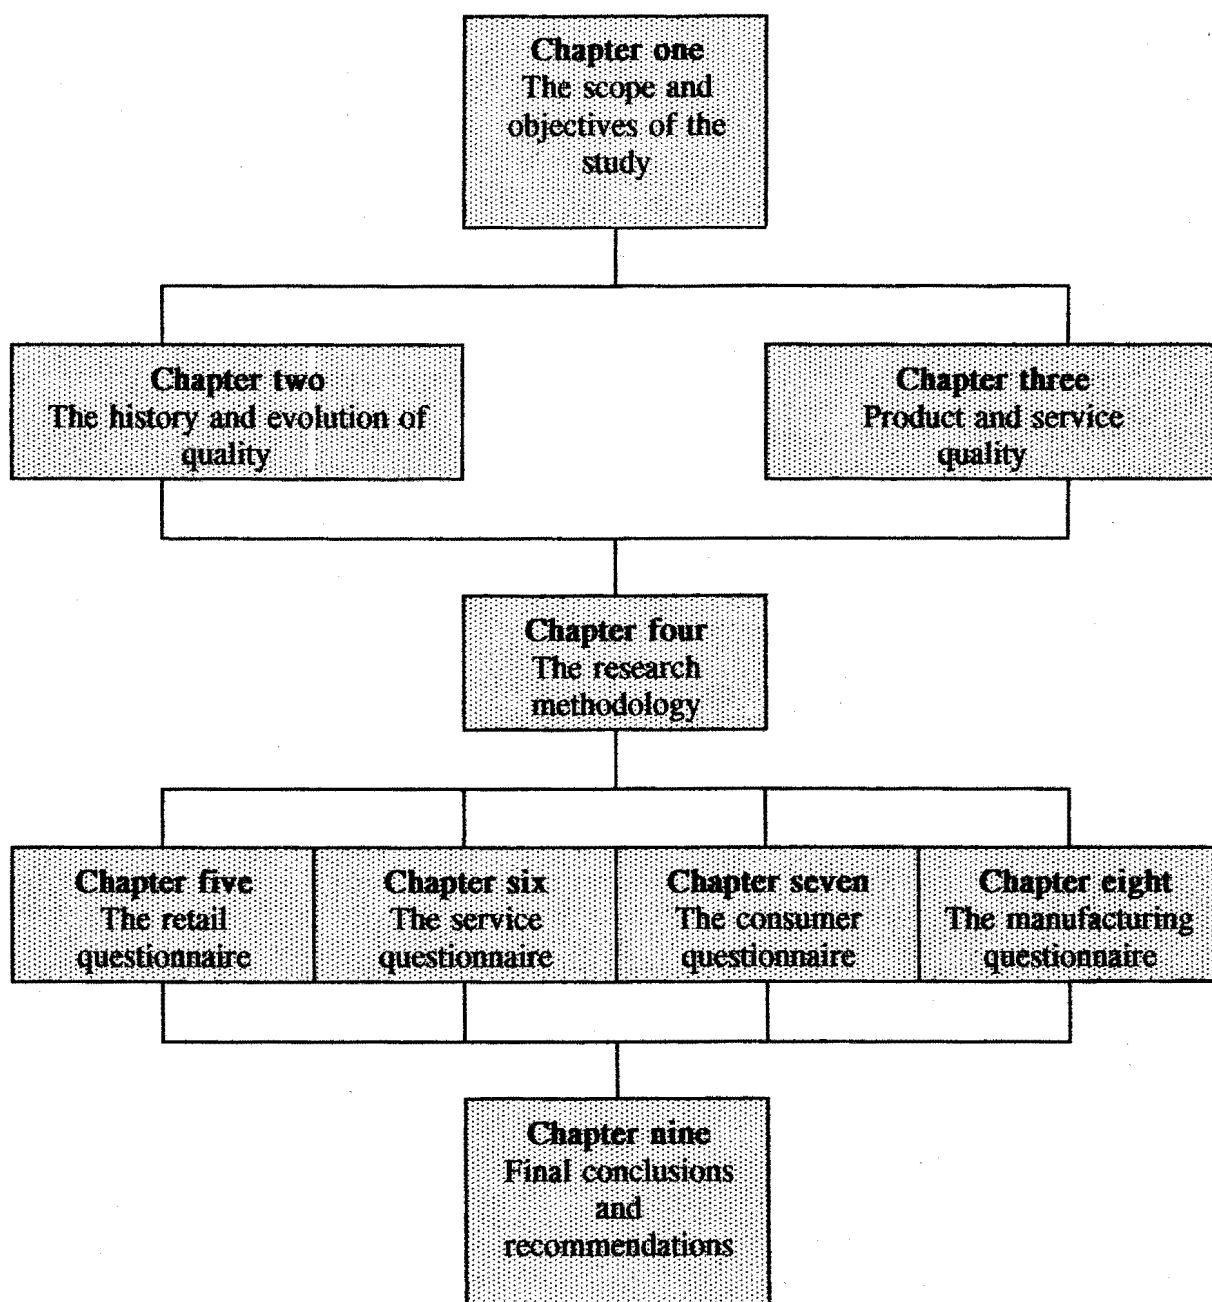 Chapter one
The scope and
objectives of the
study
Chapter two
The history and evolution of
quality
Chapter three
Product and service
quality
Chapter four
The research
methodology
Chapter five
The retail
questionnaire
Chapter six
The service
questionnaire
Chapter seven
The consumer
questionnaire
Chapter eight
The manufacturing
questionnaire
Chapter nine
Final conclusions
and
recommendations